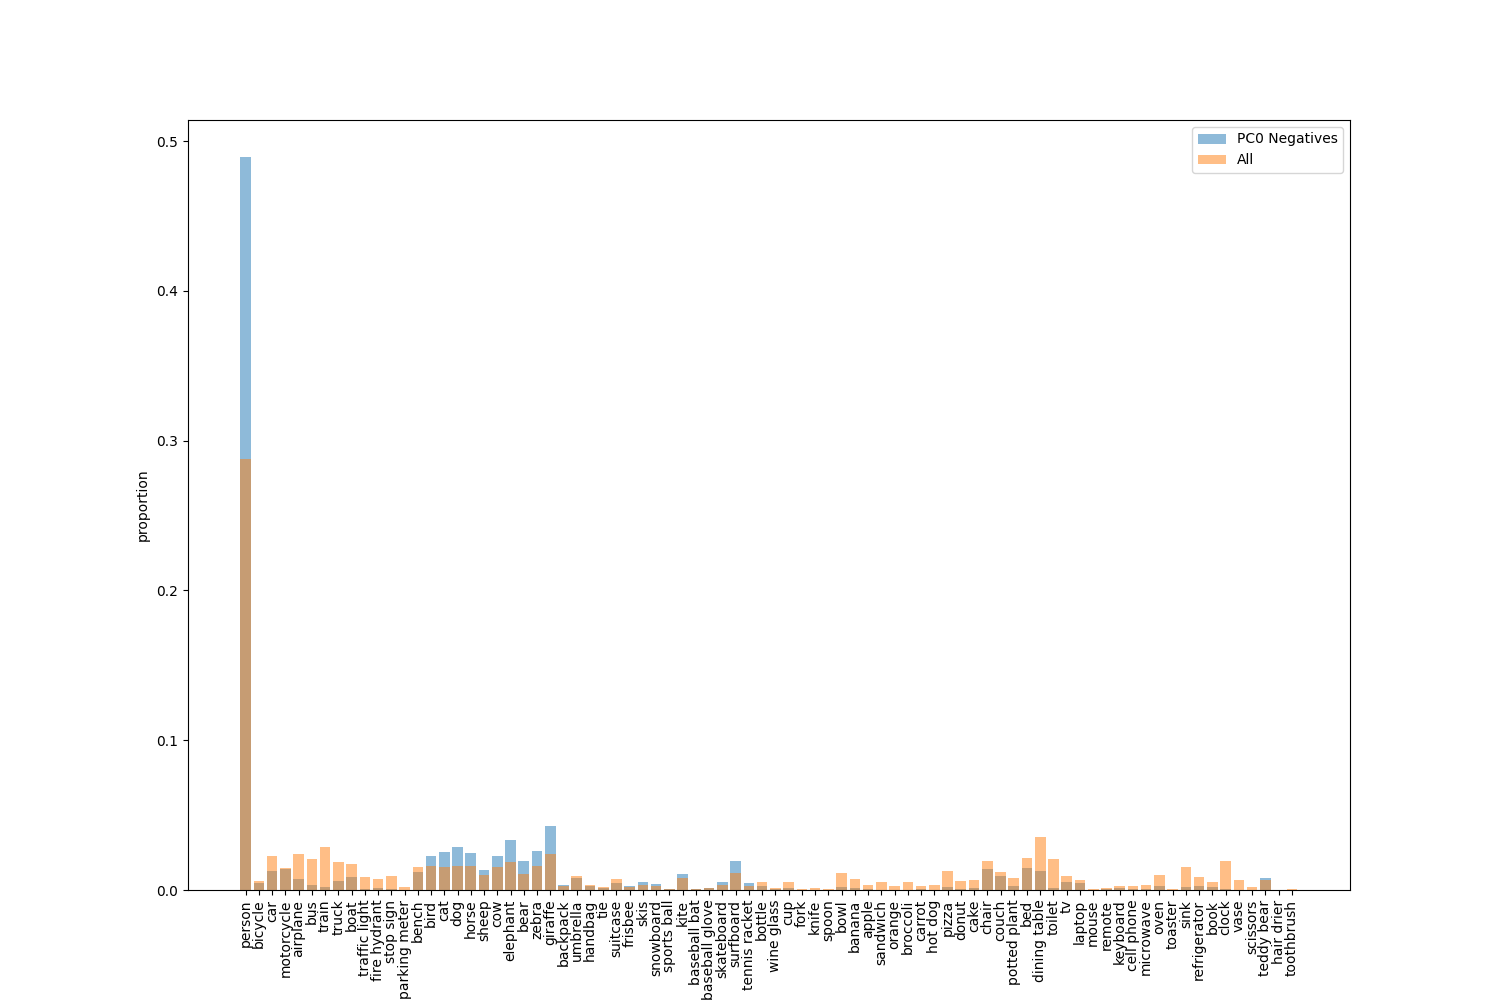 PC0 Negatives
All
0.5
0.4
0.3
0.2
0.1
0.0
proportion
person
bicycle
car
motorcycle
airplane
bus
train
truck
boat
traffic light
fire hydrant
stop sign
parking meter
bench
bird
cat
dog
horse
sheep
cow
elephant
bear
zebra
giraffe
backpack
umbrella
handbag
tie
suitcase
frisbee
skis
snowboard
sports ball
kite
baseball bat
baseball glove
skateboard
surfboard
tennis racket
bottle
wine glass
cup
fork
knife
spoon
bowl
banana
apple
sandwich
orange
broccoli
carrot
hot dog
pizza
donut
cake
chair
couch
potted plant
bed
dining table
toilet
tv
laptop
mouse
remote
keyboard
cell phone
microwave
oven
toaster
sink
refrigerator
book
clock
vase
scissors
teddy bear
hair drier
toothbrush